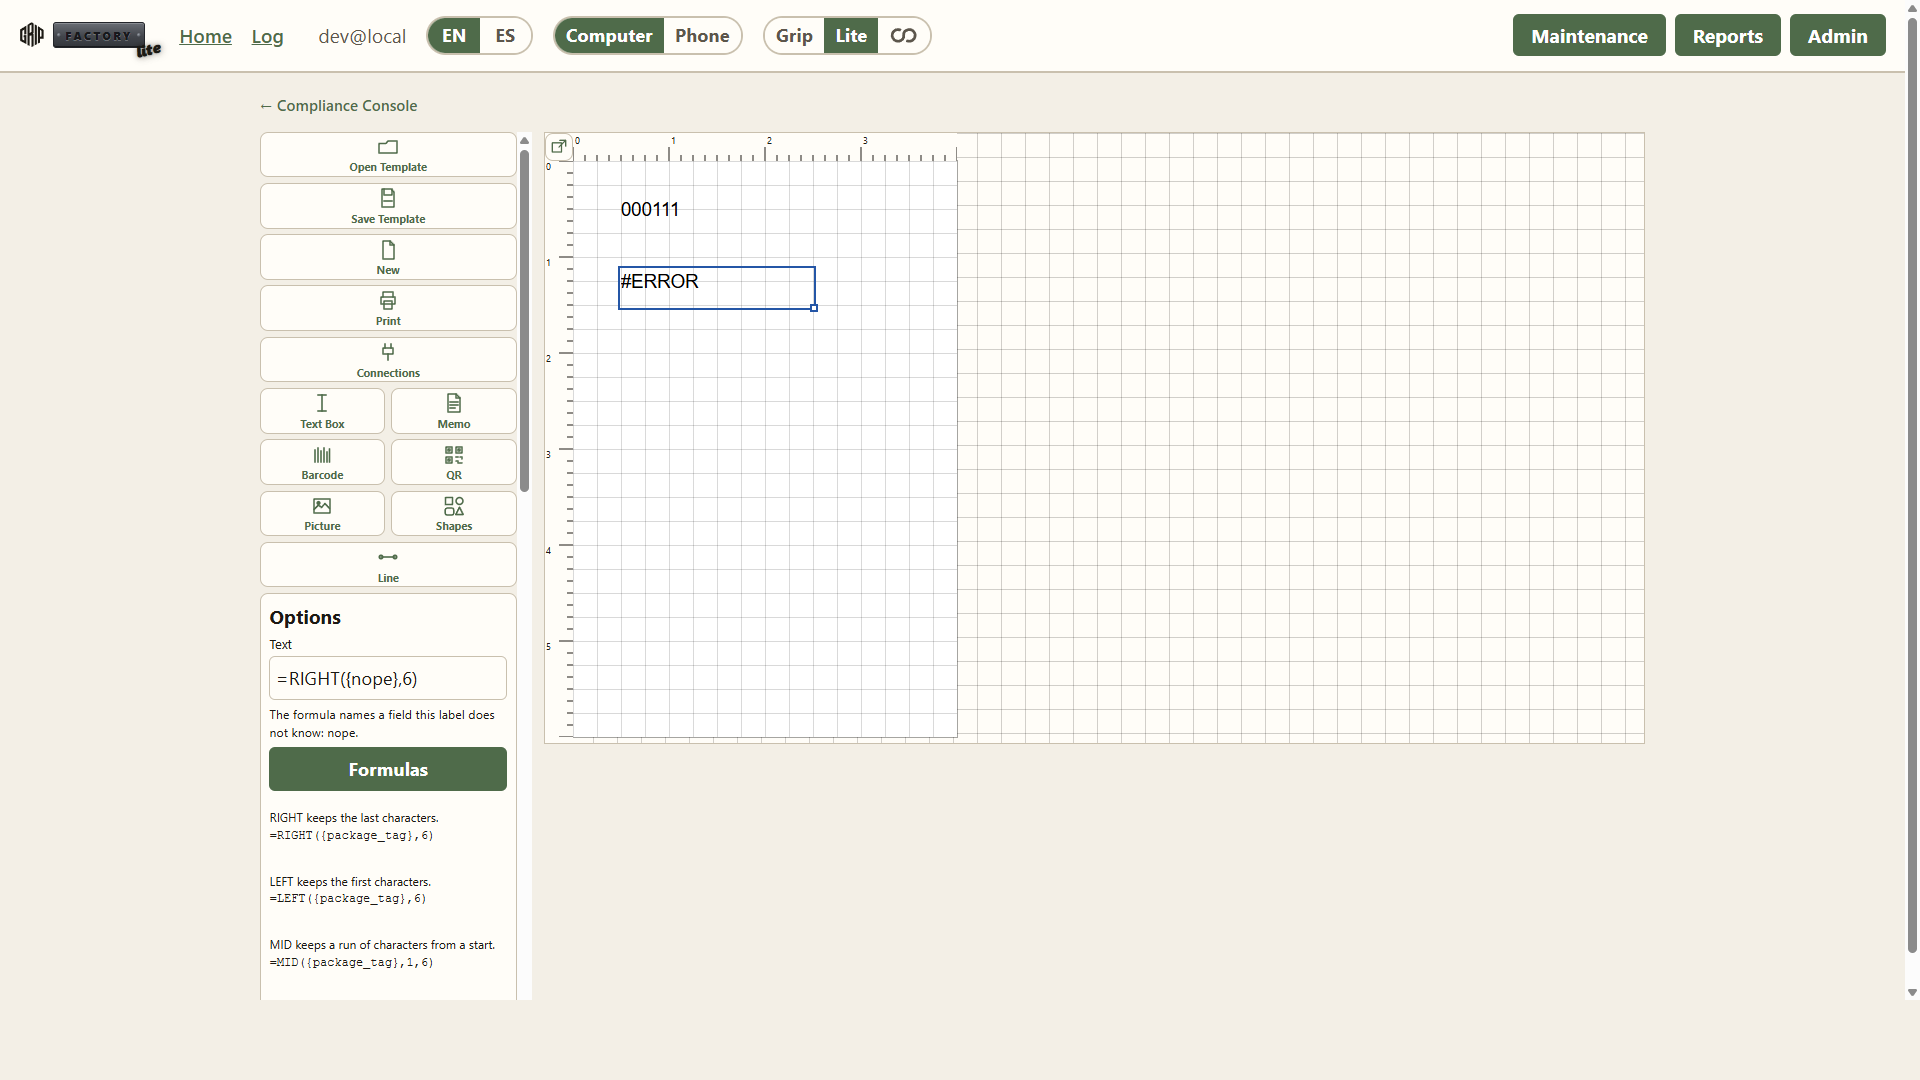 GRIP FACTORY lite
Home
Log
dev@local
EN
ES
Computer
Phone
Grip
Lite
Maintenance
Reports
Admin
← Compliance Console
Open Template
Save Template
New
Print
Connections
Text Box
Memo
Barcode
QR
Picture
Shapes
Line
Options
Text
=RIGHT({nope},6)
The formula names a field this label does
not know: nope.
Formulas
RIGHT keeps the last characters.
=RIGHT({package_tag},6)
LEFT keeps the first characters.
=LEFT({package_tag},6)
MID keeps a run of characters from a start.
=MID({package_tag},1,6)
0
1
2
3
0
1
2
3
4
5
000111
#ERROR